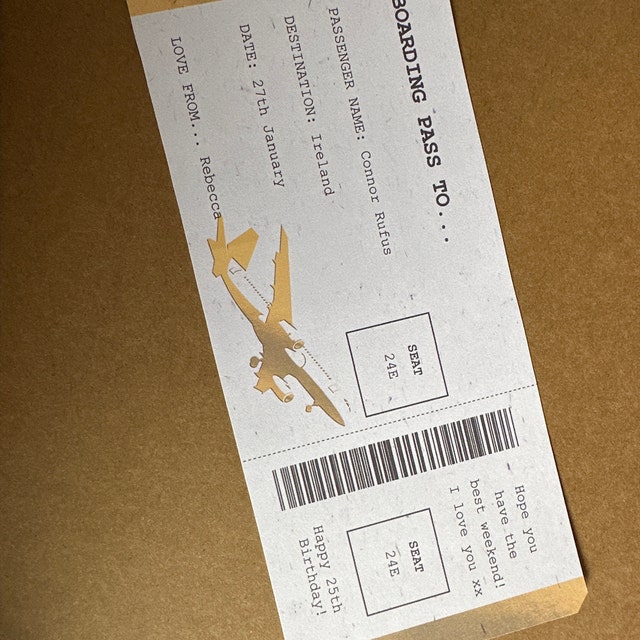 BOARDING PASS TO...
PASSENGER NAME: Connor Rufus
DESTINATION: Ireland
DATE: 27th January
LOVE FROM... Rebecca
SEAT
24E
Hope you
have the
best weekend!
I love you xx
SEAT
24E
Happy 25th
Birthday!